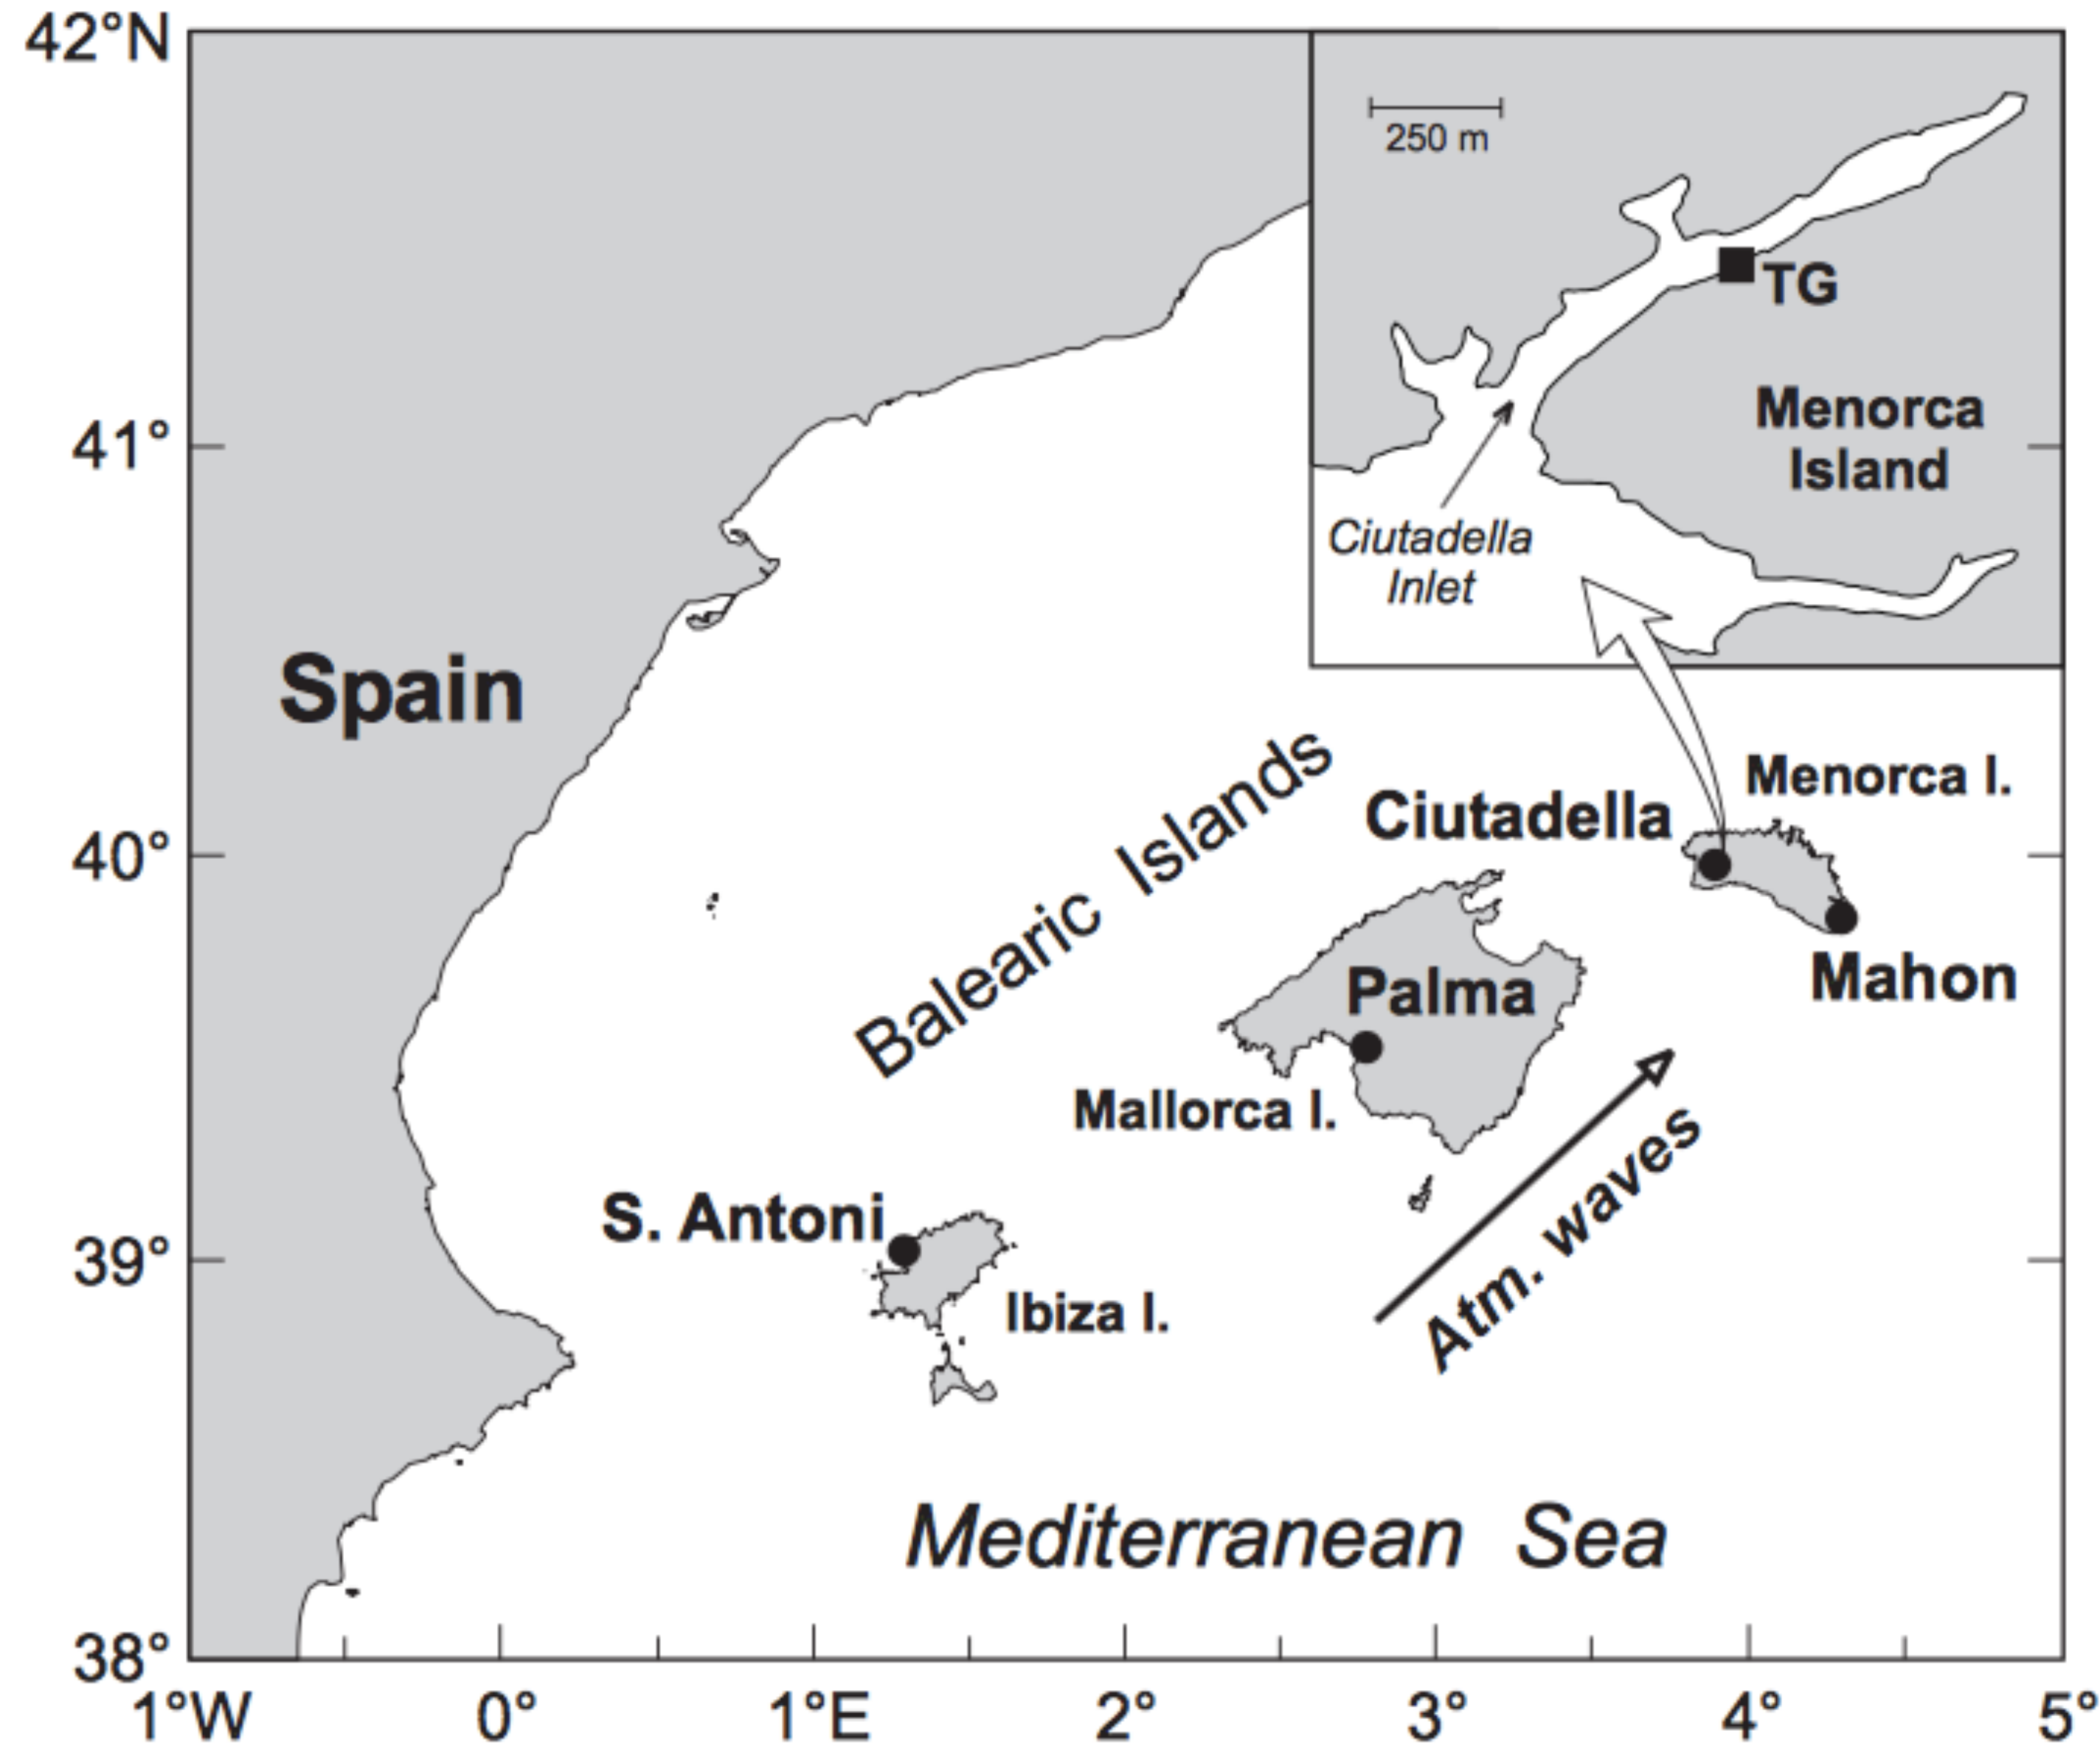 42°N
250 m
TG
41°
Menorca
Island
Ciutadella
Inlet
Spain
Balearic Islands
Menorca I.
Ciutadella
40°
Mahon
Palma
Mallorca I.
Atm. waves
S. Antoni
39°
Ibiza I.
Mediterranean Sea
38°
1°W 0° 1°E 2° 3° 4° 5°